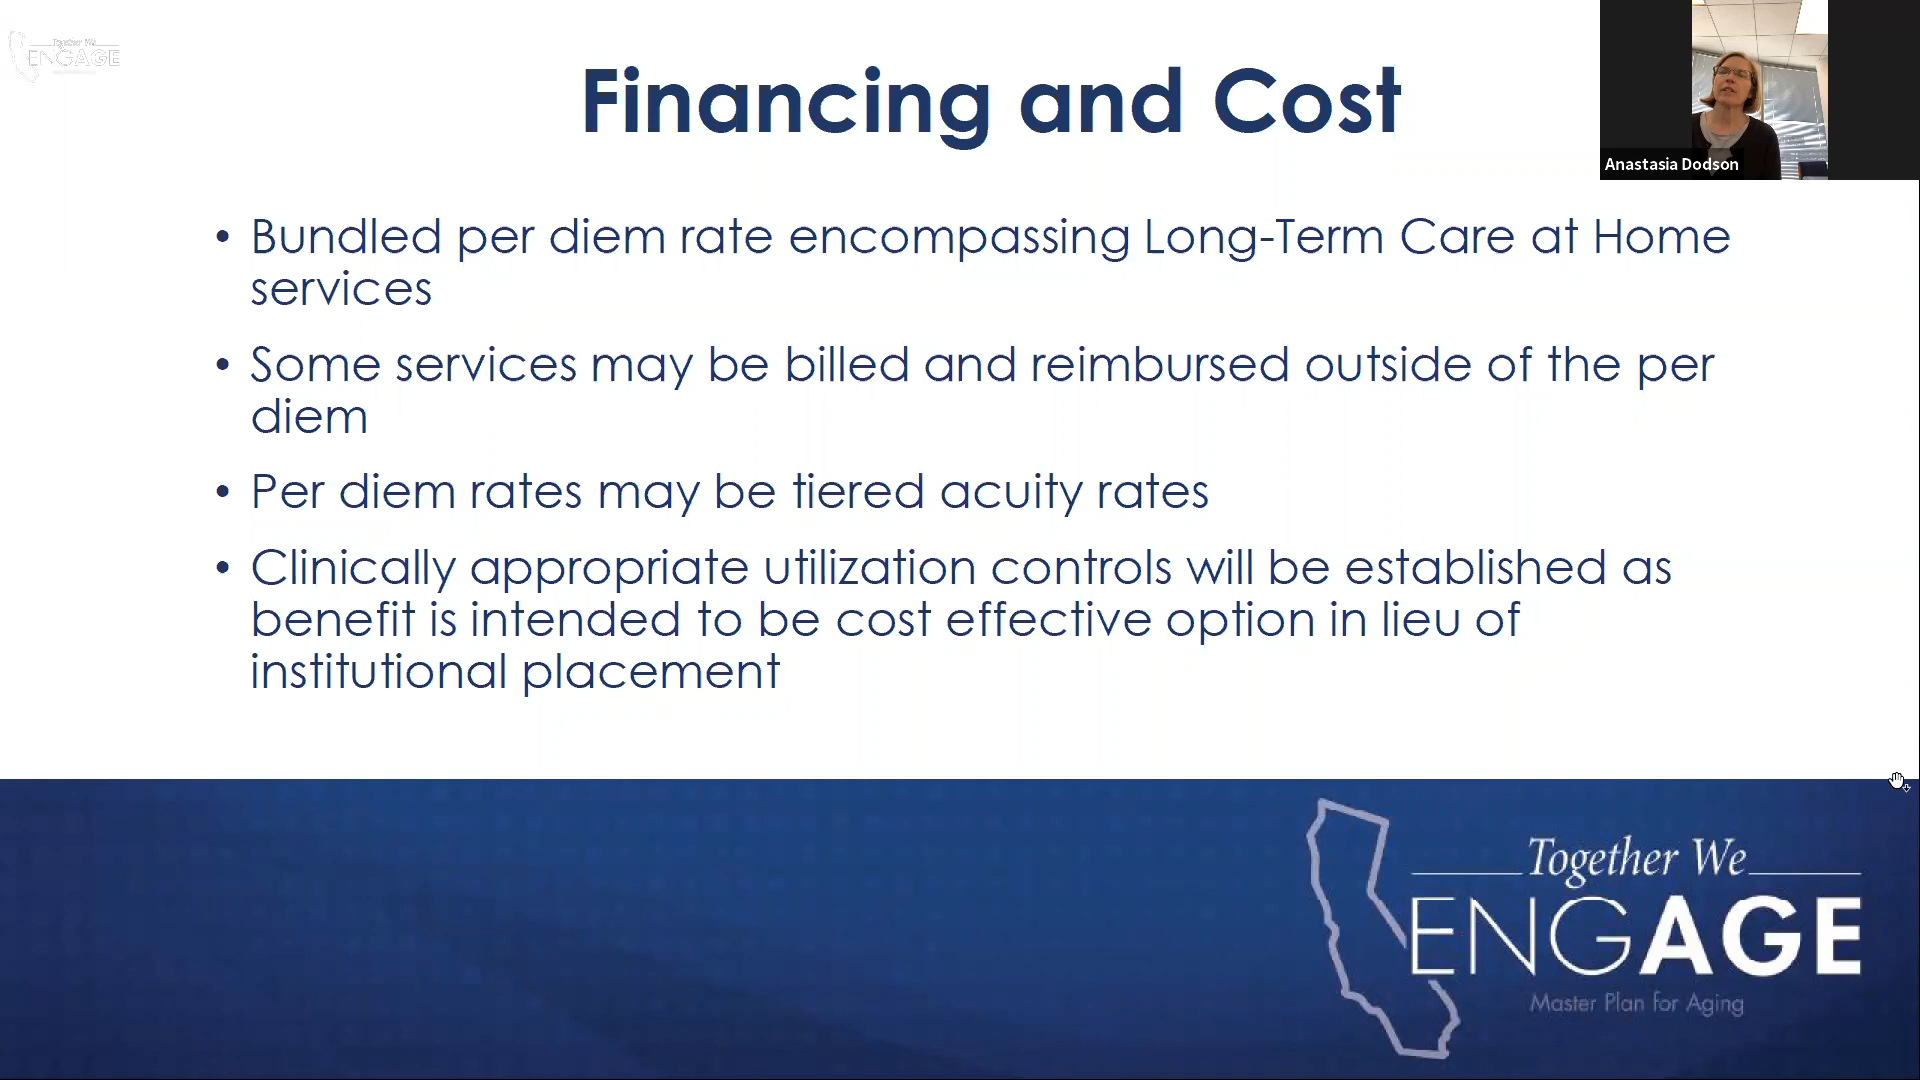 Together We
ENGAGE
Financing and Cost
Anastasia Dodson
• Bundled per diem rate encompassing Long-Term Care at Home
services
• Some services may be billed and reimbursed outside of the per
diem
• Per diem rates may be tiered acuity rates
• Clinically appropriate utilization controls will be established as
benefit is intended to be cost effective option in lieu of
institutional placement
Together We
ENGAGE
Master Plan for Aging